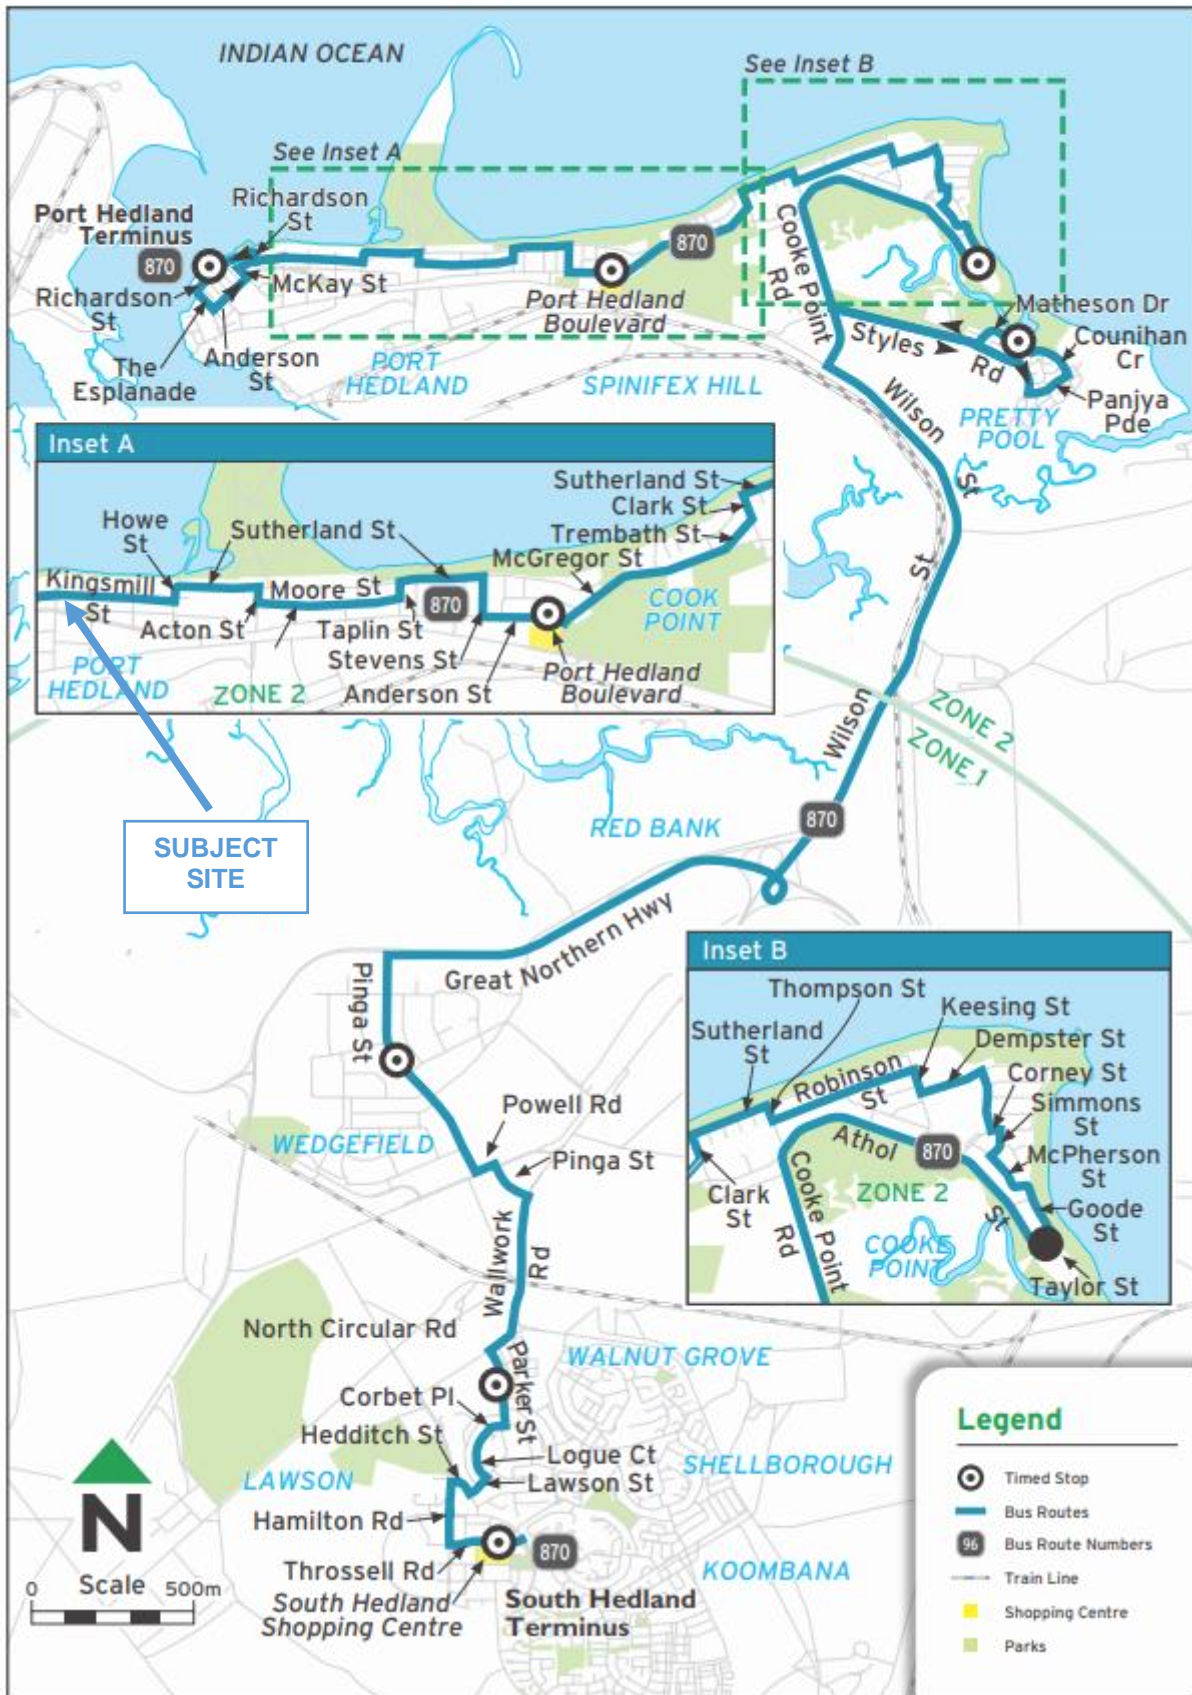 INDIAN OCEAN
See Inset B
See Inset A
Richardson
St
Port Hedland
Terminus
870
Richardson
St
McKay St
The
Esplanade
Anderson
St
Port Hedland
Boulevard
870
PORT
HEDLAND
SPINIFEX HILL
Cooke Point
Rd
Styles
Rd
Matheson Dr
Counihan
Cr
Panjya
Pde
PRETTY
POOL
Wilson
St
Inset A
Howe
St
Sutherland St
Kingsmill
St
Acton St
Moore St
Taplin St
870
Stevens St
Anderson St
McGregor St
Trembath St
Clark St
Sutherland St
COOK
POINT
Port Hedland
Boulevard
PORT
HEDLAND
ZONE 2
SUBJECT
SITE
St
Wilson
ZONE 2
ZONE 1
870
RED BANK
Great Northern Hwy
Pinga St
Inset B
Thompson St
Keesing St
Sutherland
St
Dempster St
Robinson
St
Corney St
Simmons
St
Athol
St
870
McPherson
St
Clark
St
Cooke Point
Rd
ZONE 2
Goode
St
COOKE
POINT
Taylor St
Powell Rd
WEDGEFIELD
Pinga St
Wallwork
Rd
North Circular Rd
WALNUT GROVE
Parker St
Corbet Pl
Hedditch St
Logue Ct
SHELLBOROUGH
LAWSON
Lawson St
Hamilton Rd
870
Throssell Rd
KOOMBANA
South Hedland
Shopping Centre
South Hedland
Terminus
N
0 Scale 500m
Legend
Timed Stop
Bus Routes
96 Bus Route Numbers
Train Line
Shopping Centre
Parks